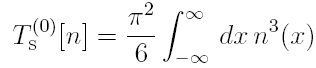 T_S^{(0)}[n] = \frac{\pi^2}{6} \int_{-\infty}^{\infty} dx \, n^3(x)